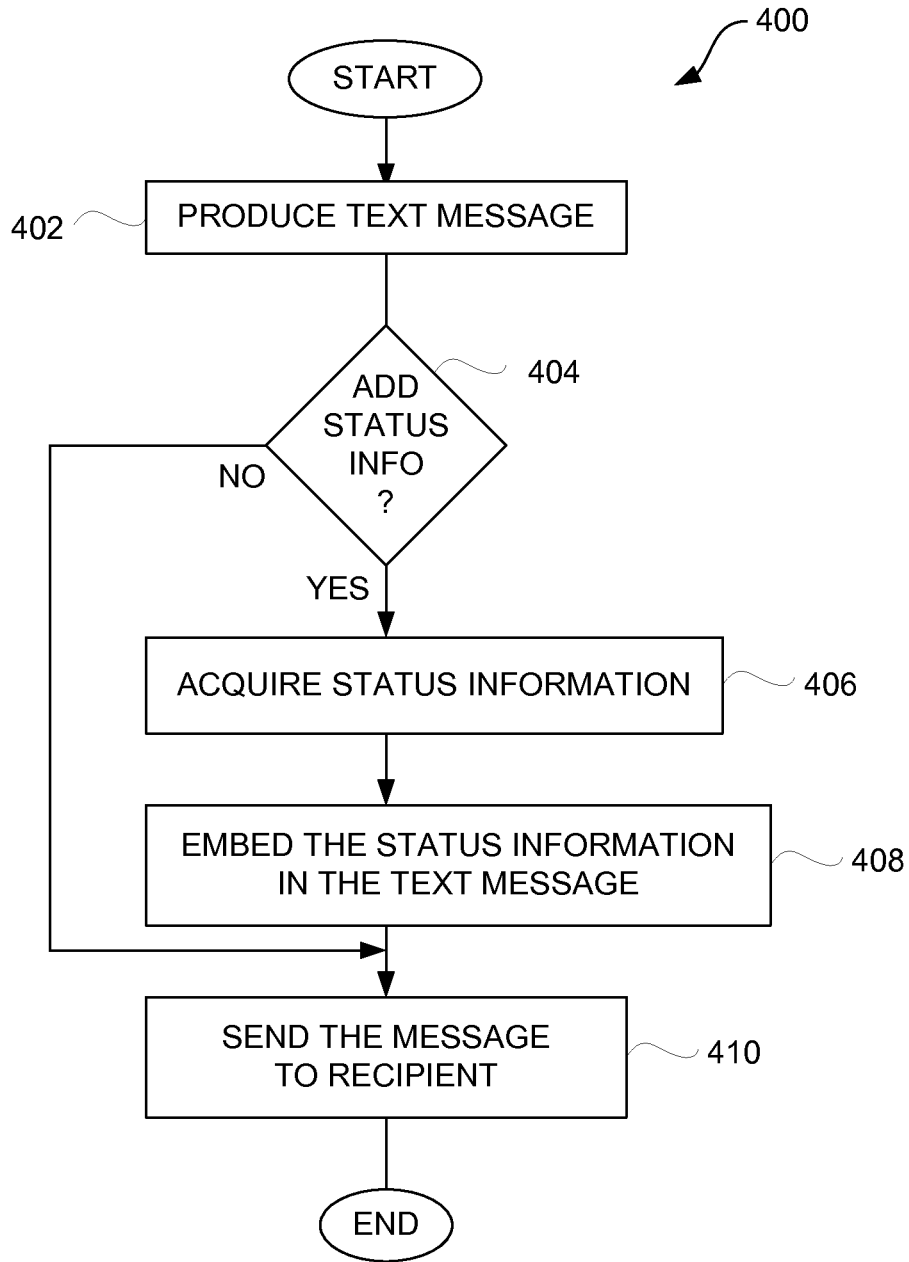 400
START
402
PRODUCE TEXT MESSAGE
404
ADD
STATUS
INFO
?
NO
YES
ACQUIRE STATUS INFORMATION
406
EMBED THE STATUS INFORMATION
IN THE TEXT MESSAGE
408
SEND THE MESSAGE
TO RECIPIENT
410
END